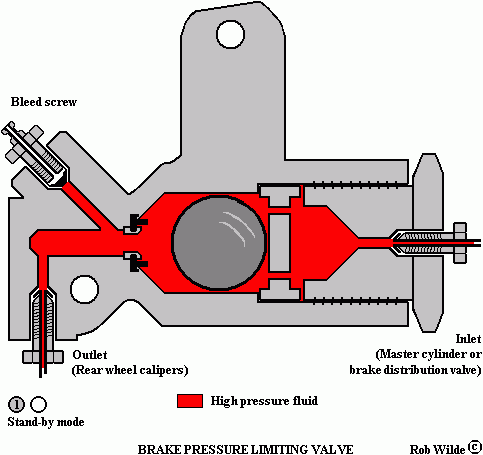 Bleed screw
Inlet
(Master cylinder or
brake distribution valve)
Outlet
(Rear wheel calipers)
1
Stand-by mode
High pressure fluid
BRAKE PRESSURE LIMITING VALVE
Rob Wilde ©